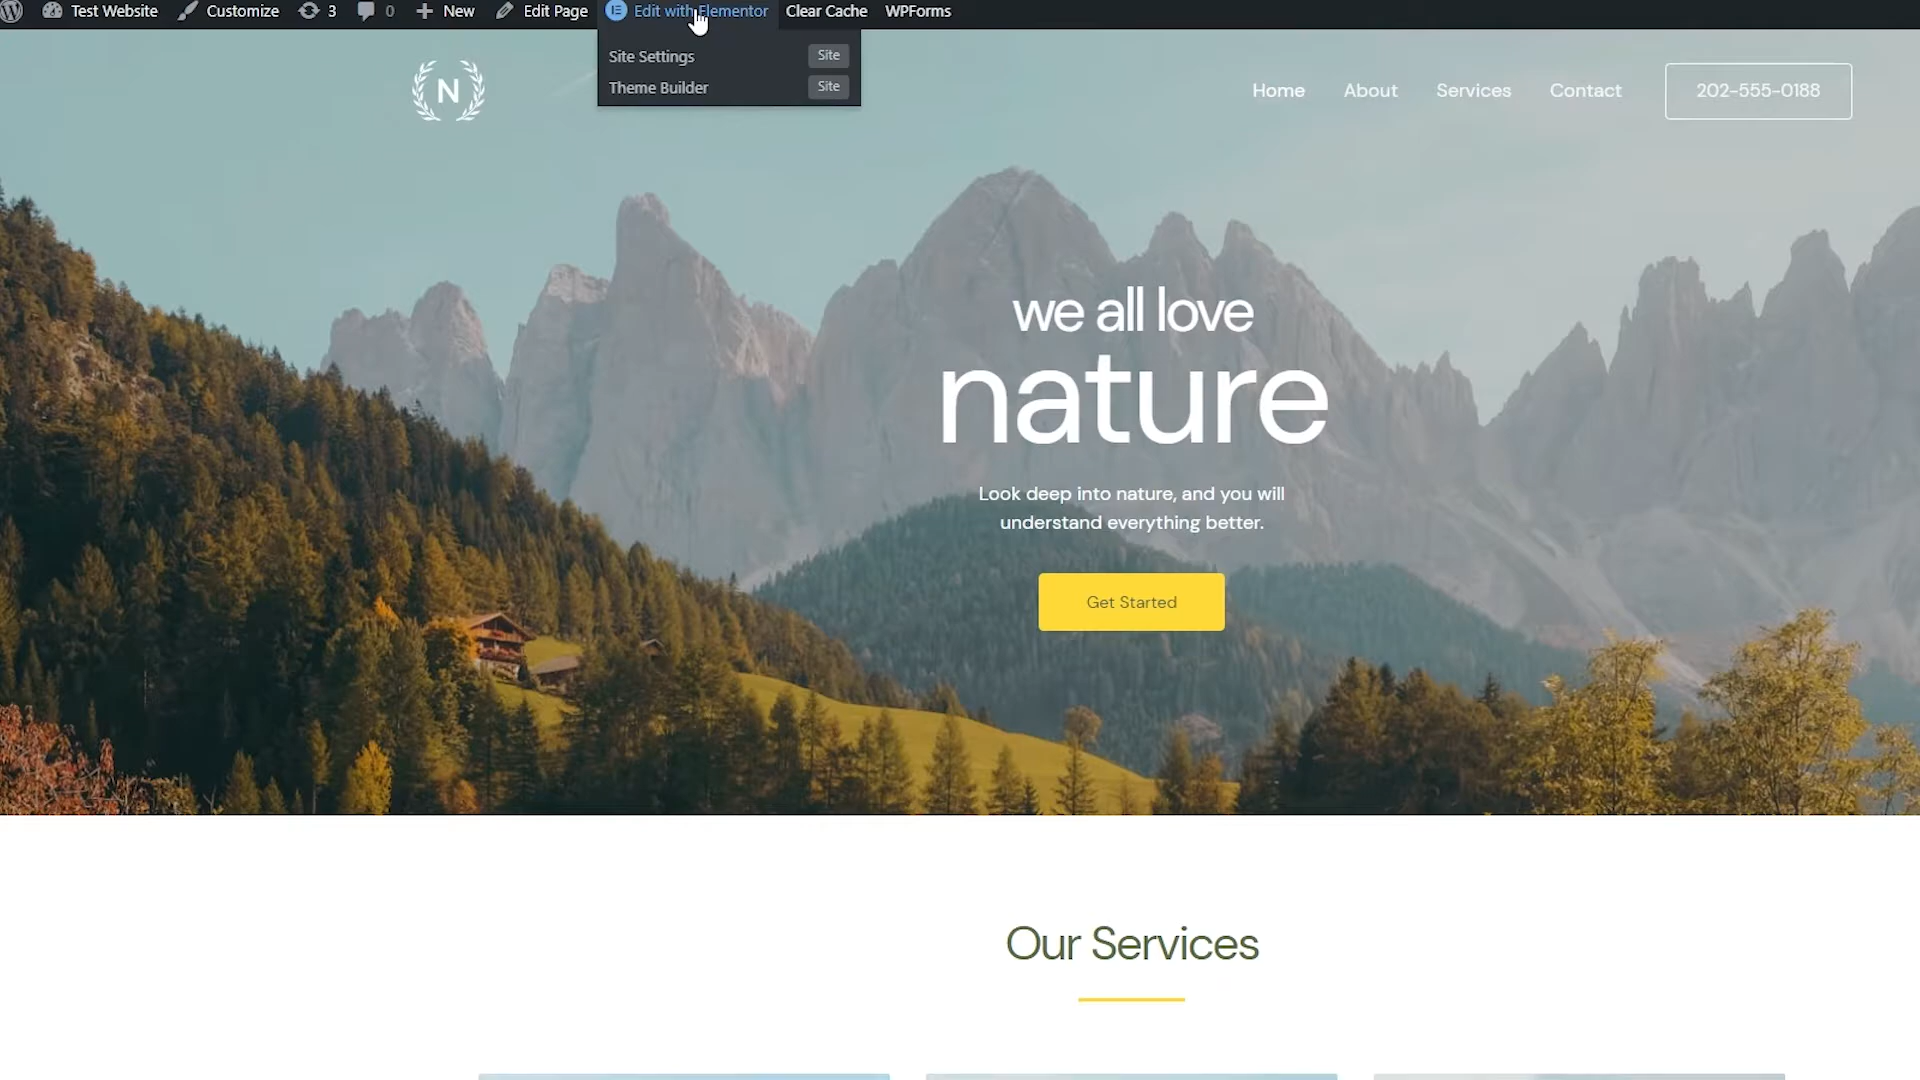 Test Website Customize 3 0 New Edit Page Edit with Elementor Clear Cache WPForms
Site Settings Site
Theme Builder Site
N
Home About Services Contact 202-555-0188
we all love
nature
Look deep into nature, and you will
understand everything better.
Get Started
Our Services